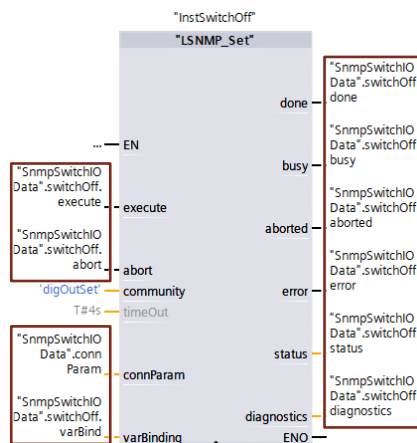 "InstSwitchOff"
"LSNMP_Set"
... EN
"SnmpSwitchIO
Data".switchOff.
execute
execute
"SnmpSwitchIO
Data".switchOff.
abort
abort
'digOutSet'
community
T#4s
timeOut
"SnmpSwitchIO
Data".conn
Param
connParam
"SnmpSwitchIO
Data".switchOff.
varBind
varBinding
done
"SnmpSwitchIO
Data".switchOff.
done
busy
"SnmpSwitchIO
Data".switchOff.
busy
aborted
"SnmpSwitchIO
Data".switchOff.
aborted
error
"SnmpSwitchIO
Data".switchOff.
error
status
"SnmpSwitchIO
Data".switchOff.
status
diagnostics
"SnmpSwitchIO
Data".switchOff.
diagnostics
ENO